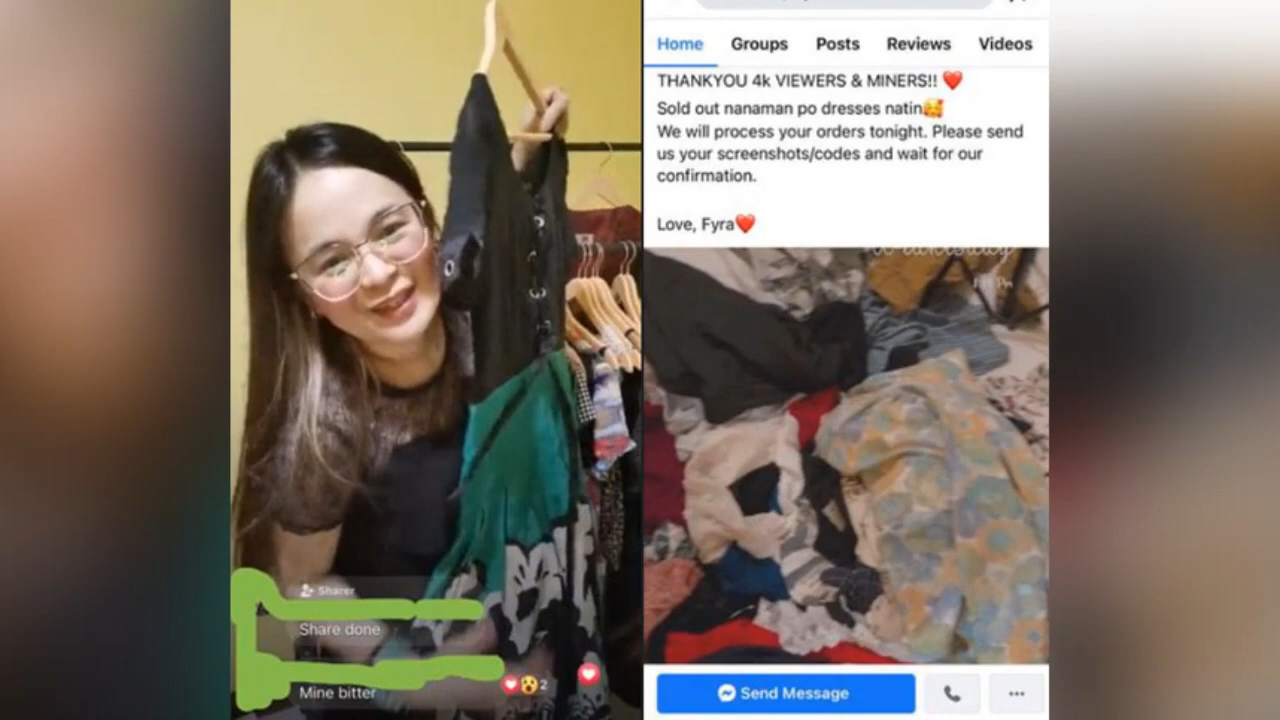 Sharer
Share done
Mine bitter
2
Home Groups Posts Reviews Videos
THANKYOU 4k VIEWERS & MINERS!! ❤️
Sold out nanaman po dresses natin🥰
We will process your orders tonight. Please send
us your screenshots/codes and wait for our
confirmation.
Love, Fyra❤️
Send Message